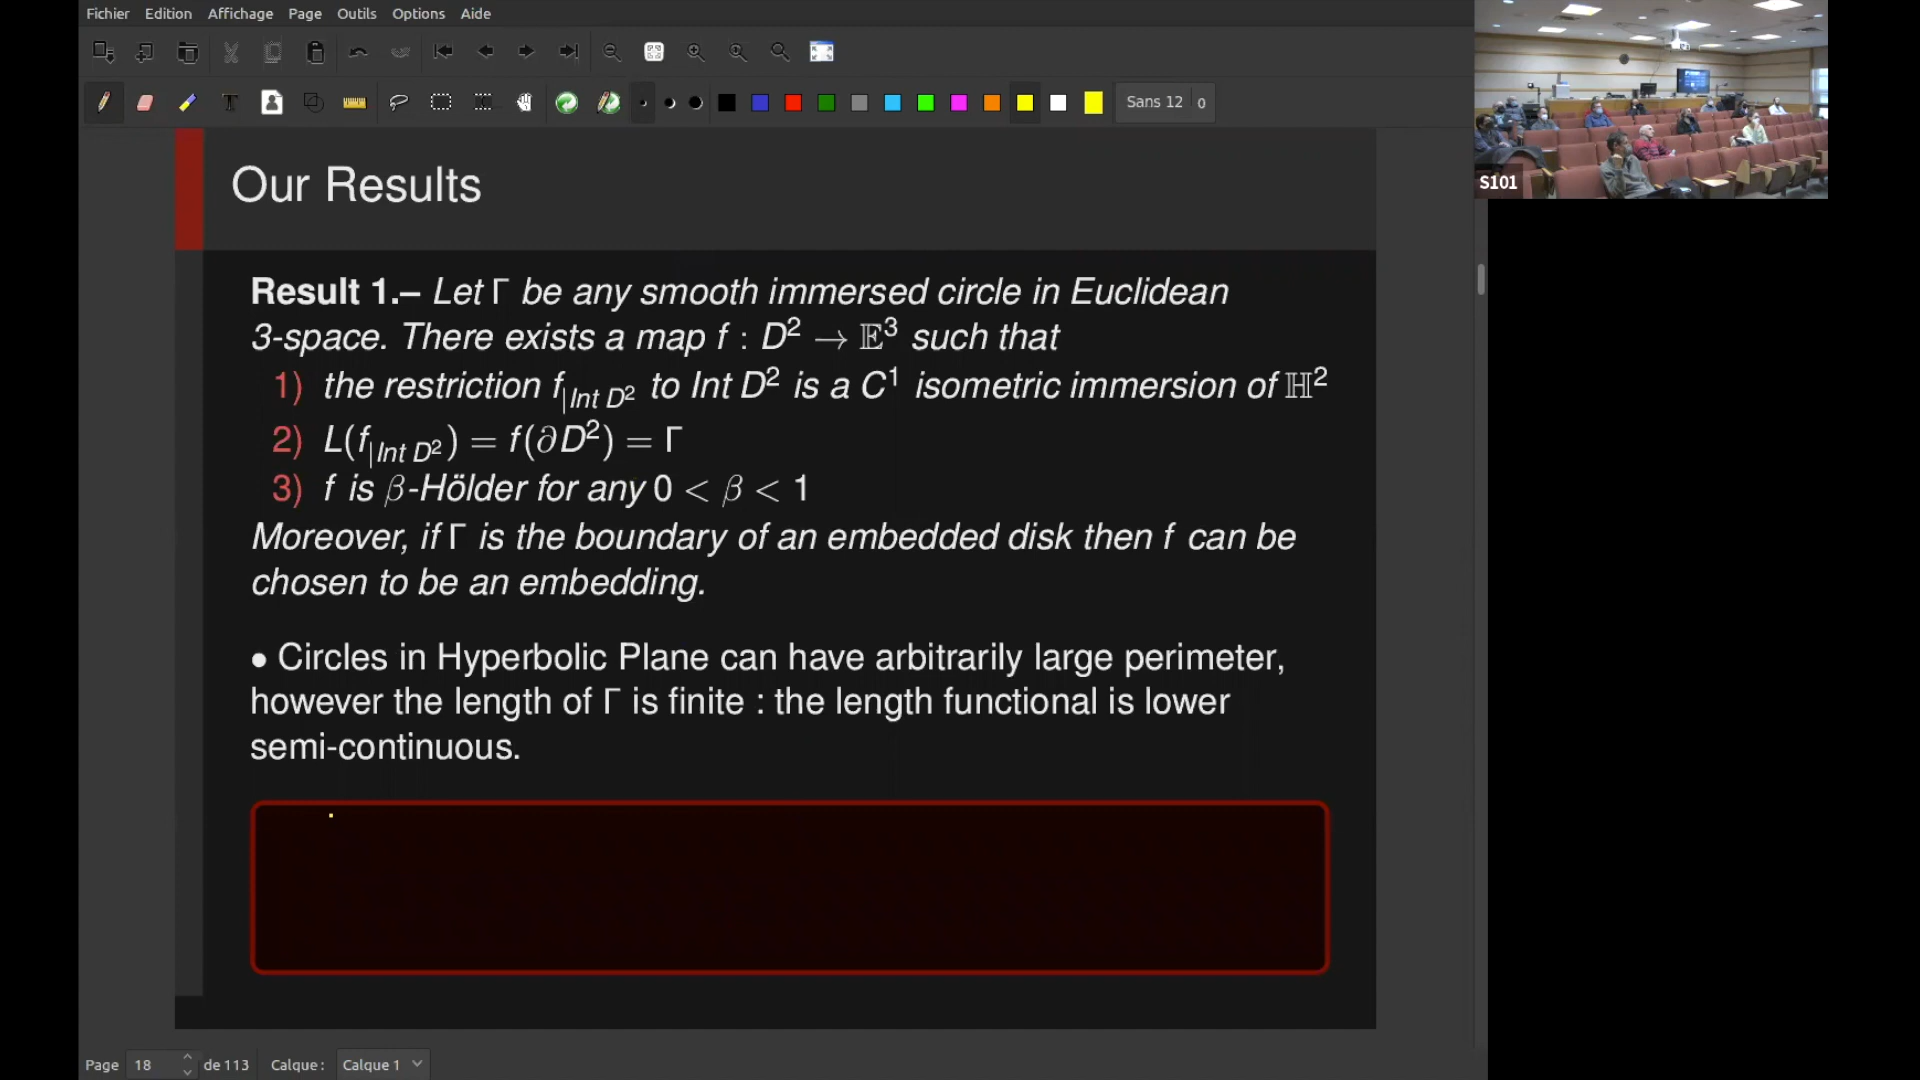 Fichier Edition Affichage Page Outils Options Aide
Sans 12 0
S101
Our Results
Result 1.– Let Γ be any smooth immersed circle in Euclidean
3-space. There exists a map f : D² → 𝔼³ such that
1) the restriction f|Int D² to Int D² is a C¹ isometric immersion of ℍ²
2) L(f|Int D²) = f(∂D²) = Γ
3) f is β-Hölder for any 0 < β < 1
Moreover, if Γ is the boundary of an embedded disk then f can be
chosen to be an embedding.
• Circles in Hyperbolic Plane can have arbitrarily large perimeter,
however the length of Γ is finite : the length functional is lower
semi-continuous.
Page 18 de 113 Calque : Calque 1